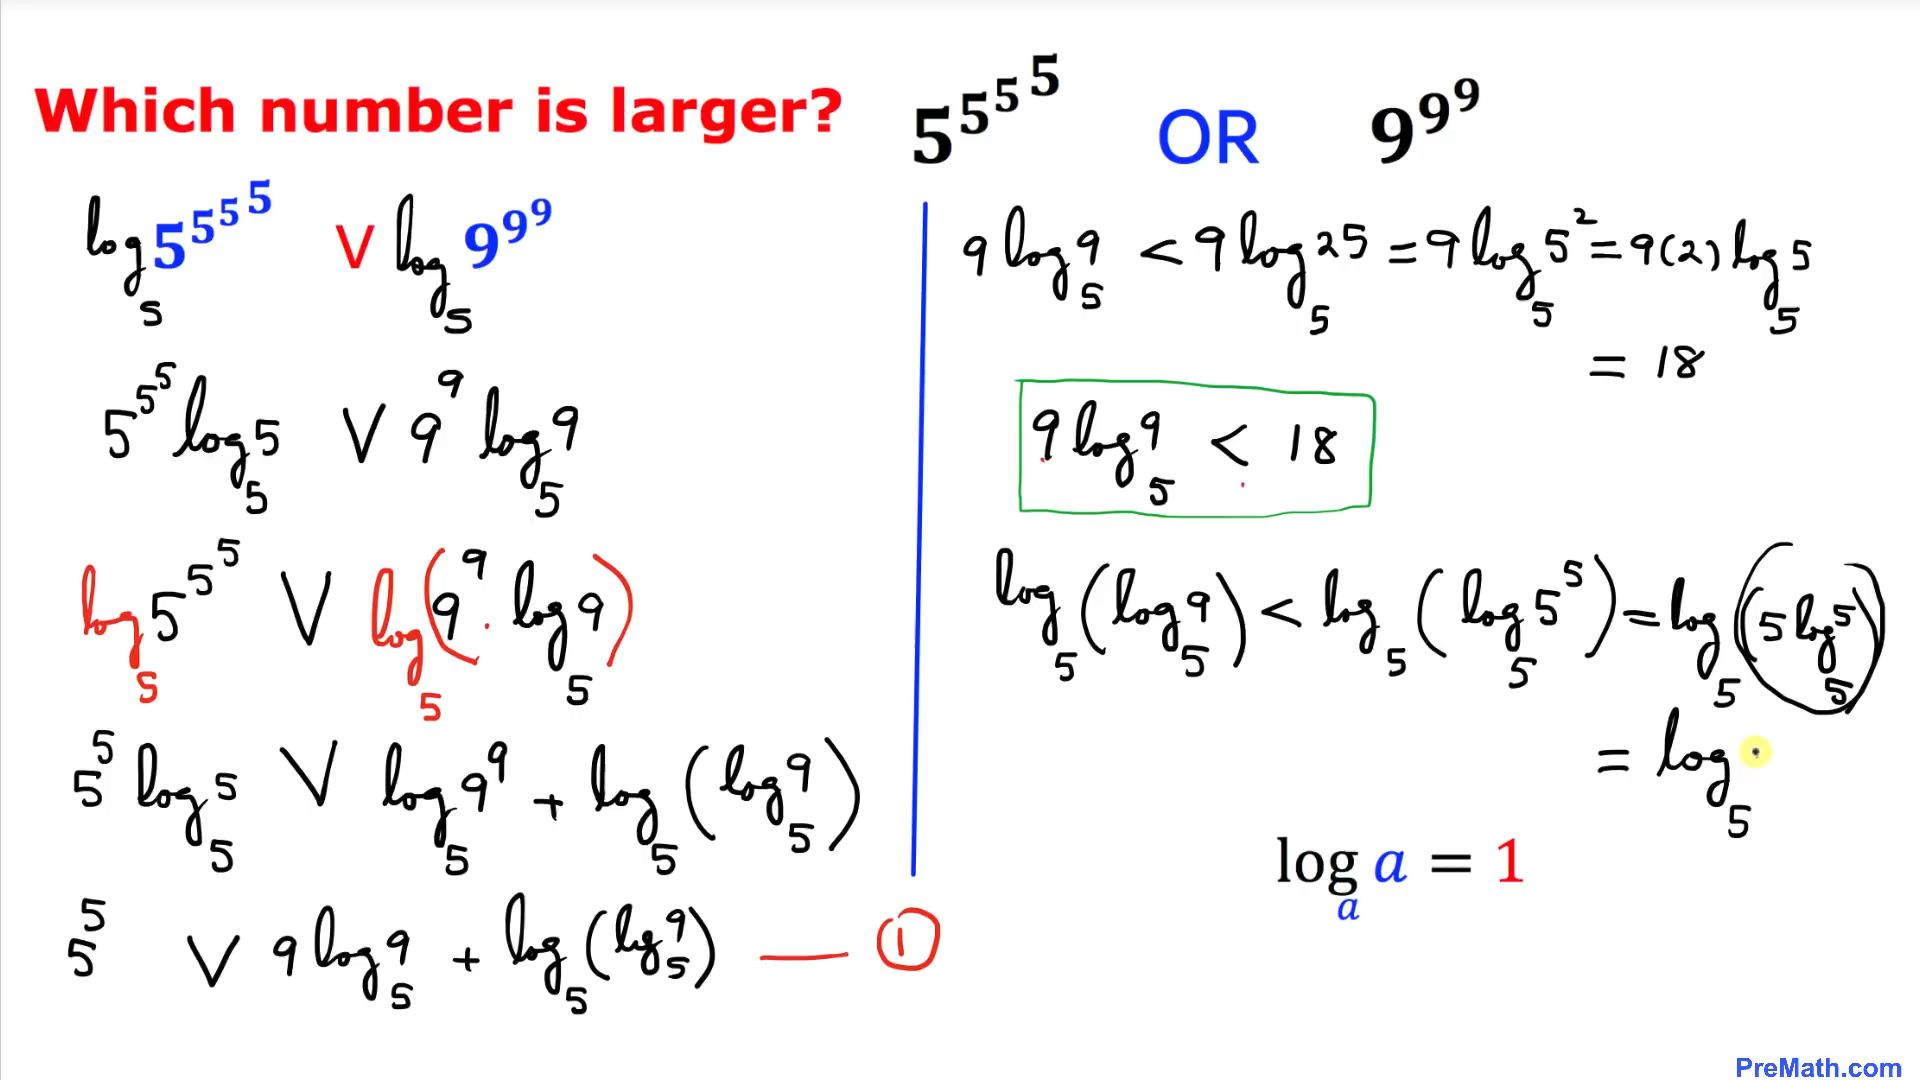 Which number is larger? 5^5^5^5 OR 9^9^9
log_5 5^5^5^5 V log_5 9^9^9
5^5^5 log_5 5 V 9^9 log_5 9
log_5 5^5^5 V log_5 (9^9 · log_5 9)
5^5 log_5 5 V log_5 9^9 + log_5 (log_5 9)
5^5 V 9 log_5 9 + log_5 (log_5 9) — ①
9 log_5 9 < 9 log_5 25 = 9 log_5 5^2 = 9(2) log_5 5
= 18
9 log_5 9 < 18
log_5 (log_5 9) < log_5 (log_5 5^5) = log_5 (5 log_5 5)
= log_5
log_a a = 1
PreMath.com